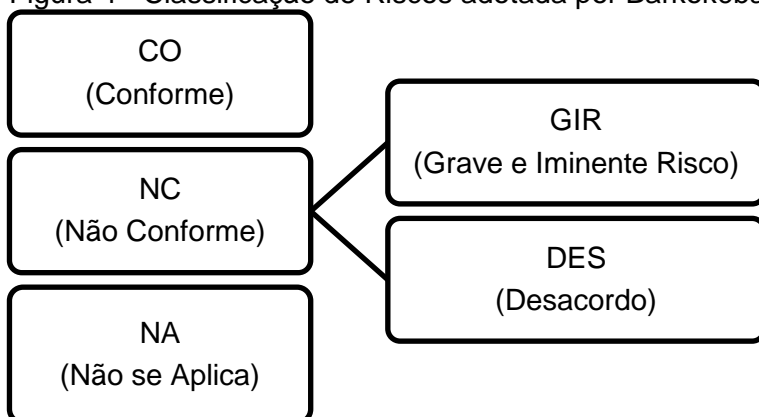 CO
(Conforme)
NC
(Não Conforme)
NA
(Não se Aplica)
GIR
(Grave e Iminente Risco)
DES
(Desacordo)